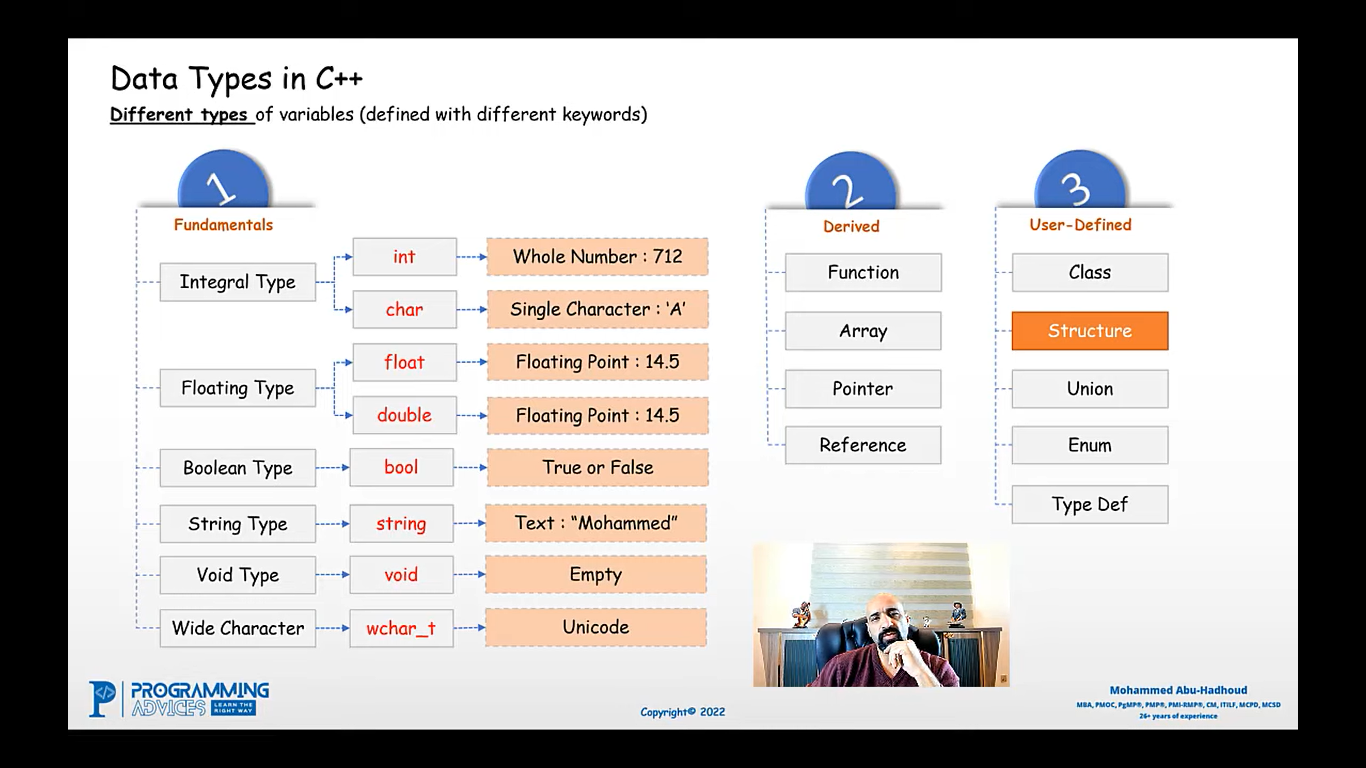 Data Types in C++
Different types of variables (defined with different keywords)
1
Fundamentals
Integral Type
int
Whole Number : 712
char
Single Character : ‘A’
Floating Type
float
Floating Point : 14.5
double
Floating Point : 14.5
Boolean Type
bool
True or False
String Type
string
Text : “Mohammed”
Void Type
void
Empty
Wide Character
wchar_t
Unicode
2
Derived
Function
Array
Pointer
Reference
3
User-Defined
Class
Structure
Union
Enum
Type Def
P </>
PROGRAMMING
ADVICES
LEARN THE
RIGHT WAY
Copyright© 2022
Mohammed Abu-Hadhoud
MBA, PMOC, PgMP®, PMP®, PMI-RMP®, CM, ITILF, MCPD, MCSD
26+ years of experience